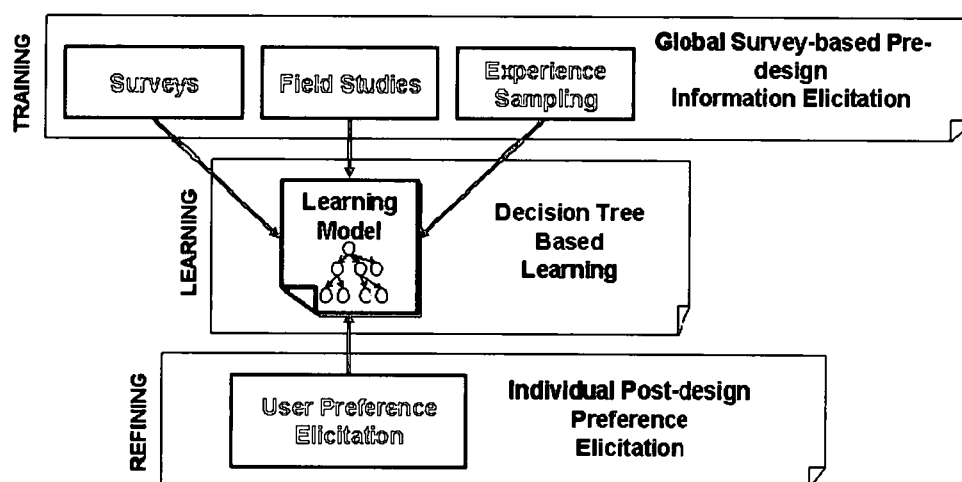 TRAINING
Surveys
Field Studies
Experience
Sampling
Global Survey-based Pre-
design
Information Elicitation
LEARNING
Learning
Model
Decision Tree
Based
Learning
REFINING
User Preference
Elicitation
Individual Post-design
Preference
Elicitation